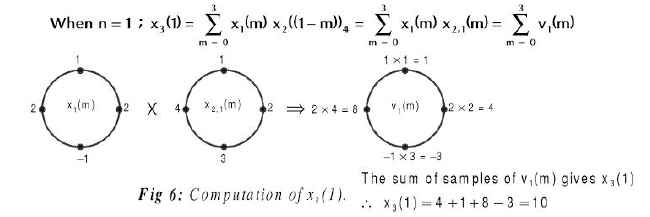 When n = 1 ; x₃(1) = ∑ (m = 0 to 3) x₁(m) x₂((1−m))₄ = ∑ (m = 0 to 3) x₁(m) x₂,₁(m) = ∑ (m = 0 to 3) v₁(m)
1 1 1 × 1 = 1
2 x₁(m) 2 X 4 x₂,₁(m) 2 ⇒ 2 × 4 = 8 v₁(m) 2 × 2 = 4
−1 3 −1 × 3 = −3
The sum of samples of v₁(m) gives x₃(1)
Fig 6: Computation of x₃(1).
∴ x₃(1) = 4 + 1 + 8 − 3 = 10